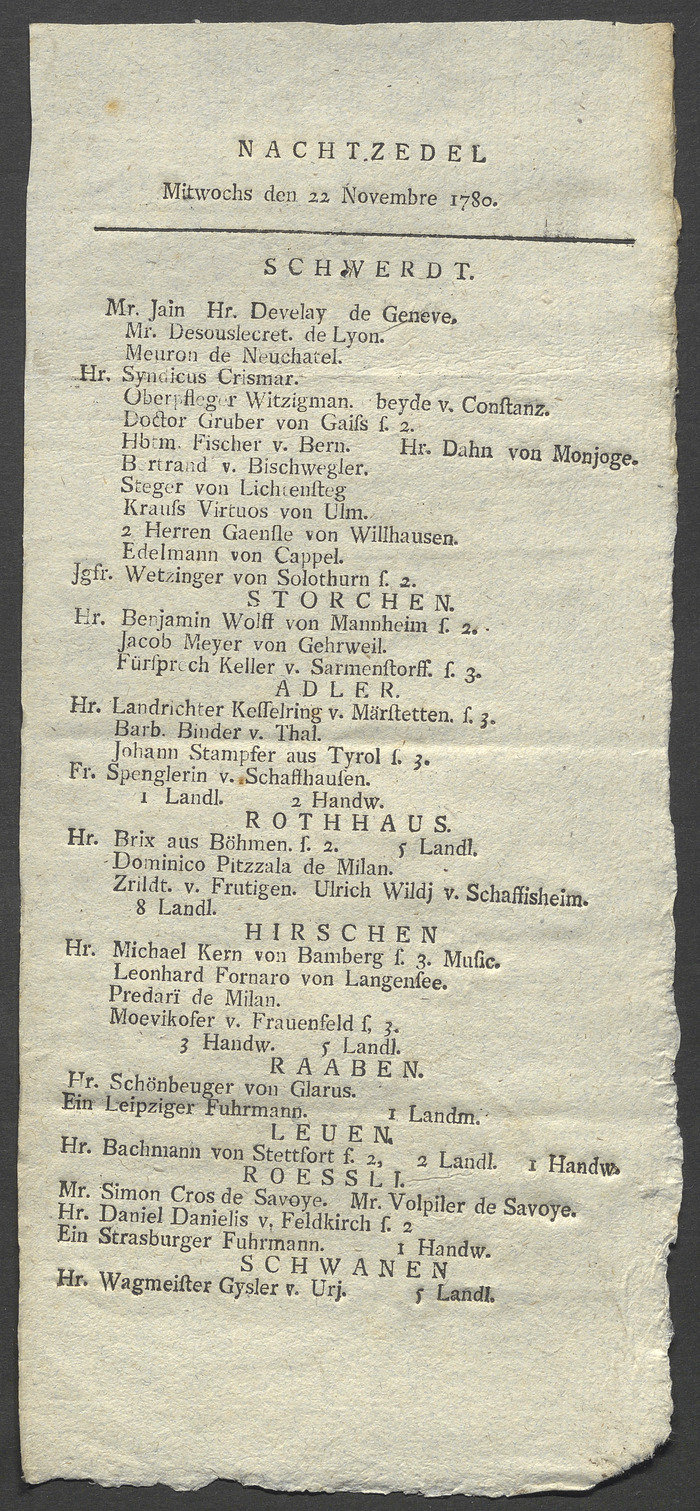 NACHTZEDEL
Mitwochs den 22 Novembre 1780.
SCHWERDT.
Mr. Jain Hr. Develay de Geneve.
Mr. Desouslecret. de Lyon.
Meuron de Neuchatel.
Hr. Syndicus Crismar.
Oberpfleger Witzigman. beyde v. Conſtanz.
Doctor Gruber von Gaiſs ſ. 2.
Hbtm. Fiſcher v. Bern. Hr. Dahn von Monjoge.
Bertrand v. Biſchwegler.
Steger von Lichtenſteg
Krauſs Virtuos von Ulm.
2 Herren Gaenſle von Willhauſen.
Edelmann von Cappel.
Jgfr. Wetzinger von Solothurn ſ. 2.
STORCHEN.
Hr. Benjamin Wolff von Mannheim ſ. 2.
Jacob Meyer von Gehrweil.
Fürſprech Keller v. Sarmenſtorff. ſ. 3.
ADLER.
Hr. Landrichter Keſſelring v. Märſtetten. ſ. 3.
Barb. Binder v. Thal.
Johann Stampfer aus Tyrol ſ. 3.
Fr. Spenglerin v. Schaffhauſen.
1 Landl. 2 Handw.
ROTHHAUS.
Hr. Brix aus Böhmen. ſ. 2. 5 Landl.
Dominico Pitzzala de Milan.
Zrildt. v. Frutigen. Ulrich Wildj v. Schaffisheim.
8 Landl.
HIRSCHEN
Hr. Michael Kern von Bamberg ſ. 3. Muſic.
Leonhard Fornaro von Langenſee.
Predarï de Milan.
Moevikofer v. Frauenfeld ſ, 3.
3 Handw. 5 Landl.
RAABEN.
Hr. Schönbeuger von Glarus.
Ein Leipziger Fuhrmann. 1 Landm.
LEUEN.
Hr. Bachmann von Stettfort ſ. 2, 2 Landl. 1 Handw.
ROESSLI.
Mr. Simon Cros de Savoye. Mr. Volpiler de Savoye.
Hr. Daniel Danielis v. Feldkirch ſ. 2
Ein Strasburger Fuhrmann. 1 Handw.
SCHWANEN
Hr. Wagmeiſter Gysler v. Urj. 5 Landl.